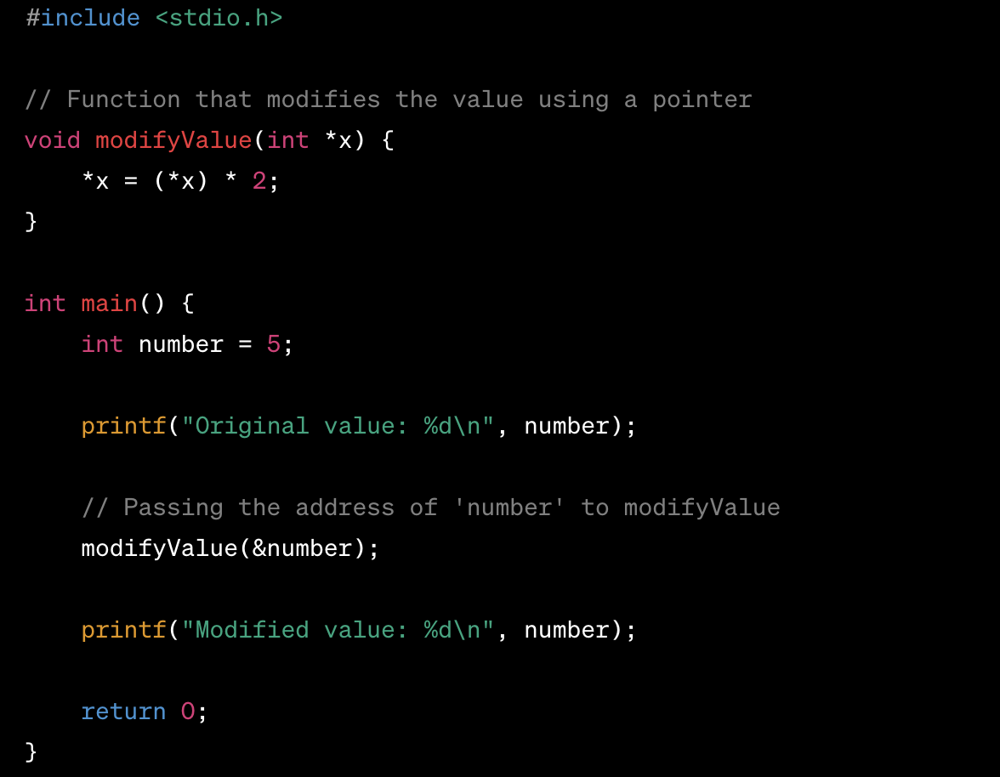 #include <stdio.h>
// Function that modifies the value using a pointer
void modifyValue(int *x) {
    *x = (*x) * 2;
}
int main() {
    int number = 5;
    printf("Original value: %d\n", number);
    // Passing the address of 'number' to modifyValue
    modifyValue(&number);
    printf("Modified value: %d\n", number);
    return 0;
}